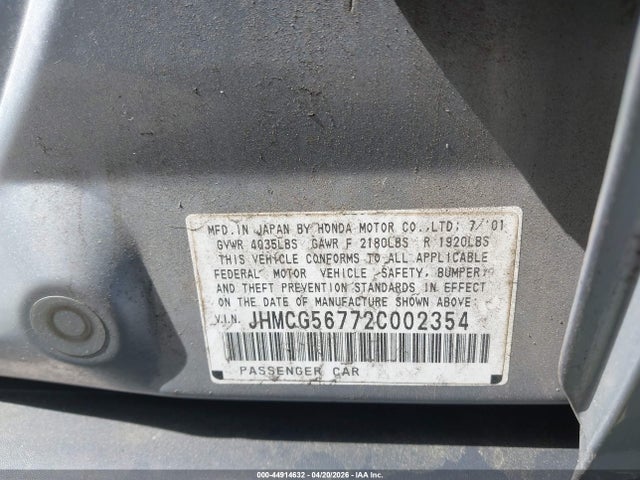 MFD.IN JAPAN BY HONDA MOTOR CO.,LTD; 7/'01
GVWR 4035LBS GAWR F 2180LBS R 1920LBS
THIS VEHICLE CONFORMS TO ALL APPLICABLE
FEDERAL MOTOR VEHICLE SAFETY, BUMPER,
AND THEFT PREVENTION STANDARDS IN EFFECT
ON THE DATE OF MANUFACTURE SHOWN ABOVE.
V.I.N. JHMCG56772C002354
PASSENGER CAR
000-44914632 | 04/20/2026 - IAA Inc.